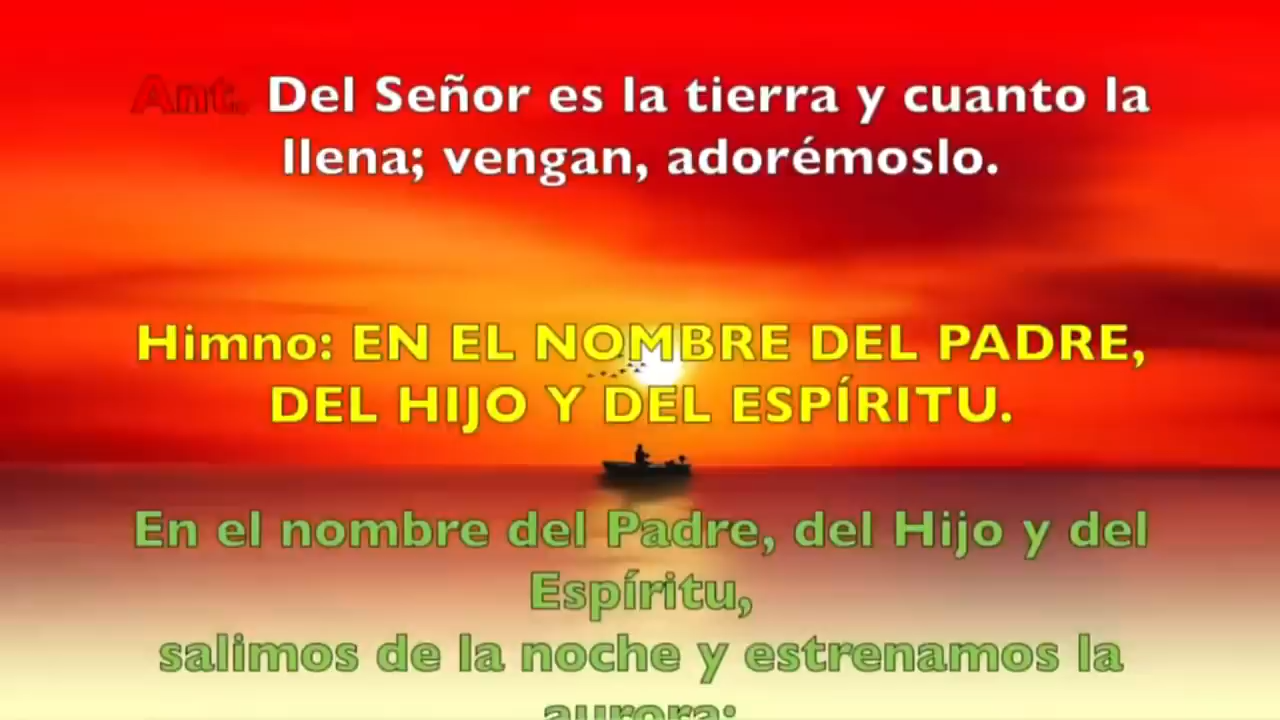 Ant. Del Señor es la tierra y cuanto la
llena; vengan, adorémoslo.
Himno: EN EL NOMBRE DEL PADRE,
DEL HIJO Y DEL ESPÍRITU.
En el nombre del Padre, del Hijo y del
Espíritu,
salimos de la noche y estrenamos la
aurora;